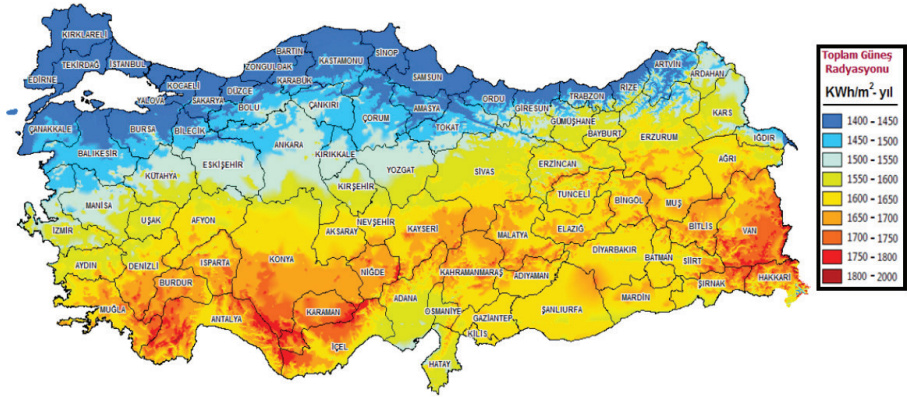 KIRKLARELİ
TEKİRDAĞ
İSTANBUL
EDİRNE
KOCAELİ
YALOVA
SAKARYA
DÜZCE
BOLU
ZONGULDAK
BARTIN
KARABÜK
KASTAMONU
SİNOP
SAMSUN
ÇANKIRI
ÇORUM
AMASYA
TOKAT
ORDU
GİRESUN
TRABZON
RİZE
ARTVİN
ARDAHAN
KARS
IĞDIR
GÜMÜŞHANE
BAYBURT
ERZURUM
AĞRI
ÇANAKKALE
BALIKESİR
BURSA
BİLECİK
ESKİŞEHİR
KÜTAHYA
ANKARA
KIRIKKALE
YOZGAT
KIRŞEHİR
SİVAS
ERZİNCAN
TUNCELİ
BİNGÖL
MUŞ
BİTLİS
VAN
MANİSA
İZMİR
UŞAK
AFYON
AKSARAY
NEVŞEHİR
KAYSERİ
MALATYA
ELAZIĞ
DİYARBAKIR
BATMAN
SİİRT
ŞIRNAK
HAKKARİ
AYDIN
DENİZLİ
ISPARTA
BURDUR
KONYA
NİĞDE
KAHRAMANMARAŞ
ADIYAMAN
MARDİN
ŞANLIURFA
MUĞLA
ANTALYA
KARAMAN
İÇEL
ADANA
OSMANİYE
GAZİANTEP
KİLİS
HATAY
Toplam Güneş
Radyasyonu
KWh/m²- yıl
1400 - 1450
1450 - 1500
1500 - 1550
1550 - 1600
1600 - 1650
1650 - 1700
1700 - 1750
1750 - 1800
1800 - 2000